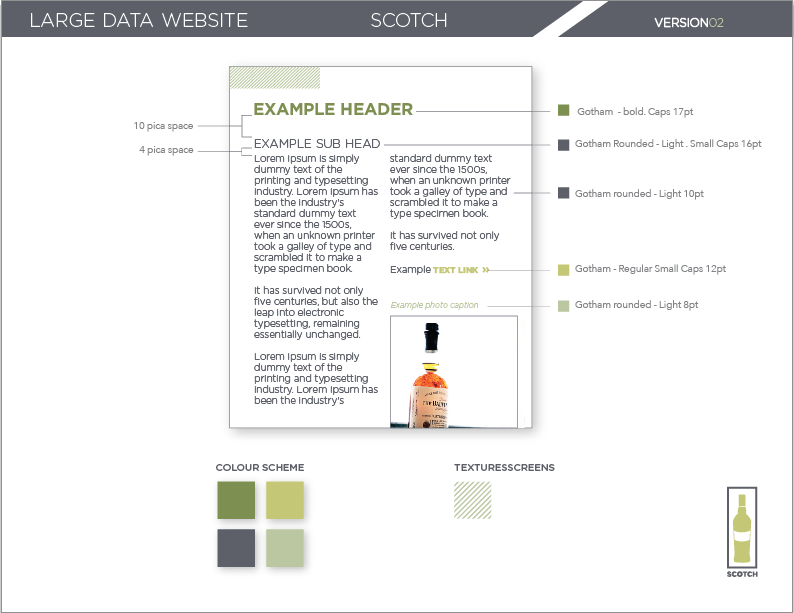 LARGE DATA WEBSITE SCOTCH VERSION02
EXAMPLE HEADER
Gotham - bold. Caps 17pt
10 pica space
EXAMPLE SUB HEAD
Gotham Rounded - Light . Small Caps 16pt
4 pica space
Lorem Ipsum is simply
dummy text of the
printing and typesetting
industry. Lorem Ipsum has
been the industry's
standard dummy text
ever since the 1500s,
when an unknown printer
took a galley of type and
scrambled it to make a
type specimen book.
It has survived not only
five centuries, but also the
leap into electronic
typesetting, remaining
essentially unchanged.
Lorem Ipsum is simply
dummy text of the
printing and typesetting
industry. Lorem Ipsum has
been the industry's
standard dummy text
ever since the 1500s,
when an unknown printer
took a galley of type and
scrambled it to make a
type specimen book.
It has survived not only
five centuries.
Gotham rounded - Light 10pt
Example TEXT LINK »
Gotham - Regular Small Caps 12pt
Example photo caption
Gotham rounded - Light 8pt
COLOUR SCHEME
TEXTURESSCREENS
SCOTCH